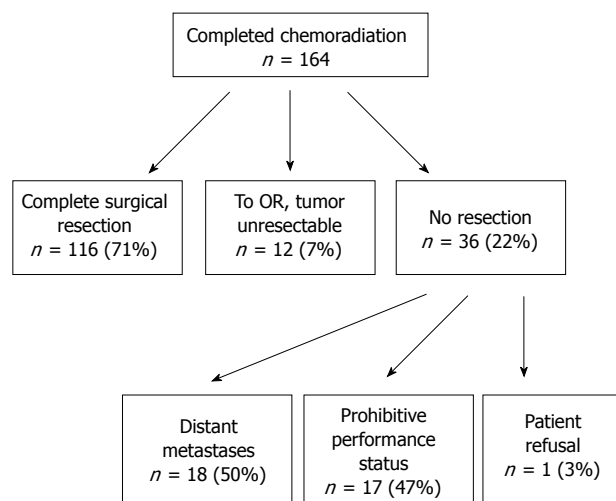 Completed chemoradiation
n = 164
Complete surgical
resection
n = 116 (71%)
To OR, tumor
unresectable
n = 12 (7%)
No resection
n = 36 (22%)
Distant
metastases
n = 18 (50%)
Prohibitive
performance
status
n = 17 (47%)
Patient
refusal
n = 1 (3%)